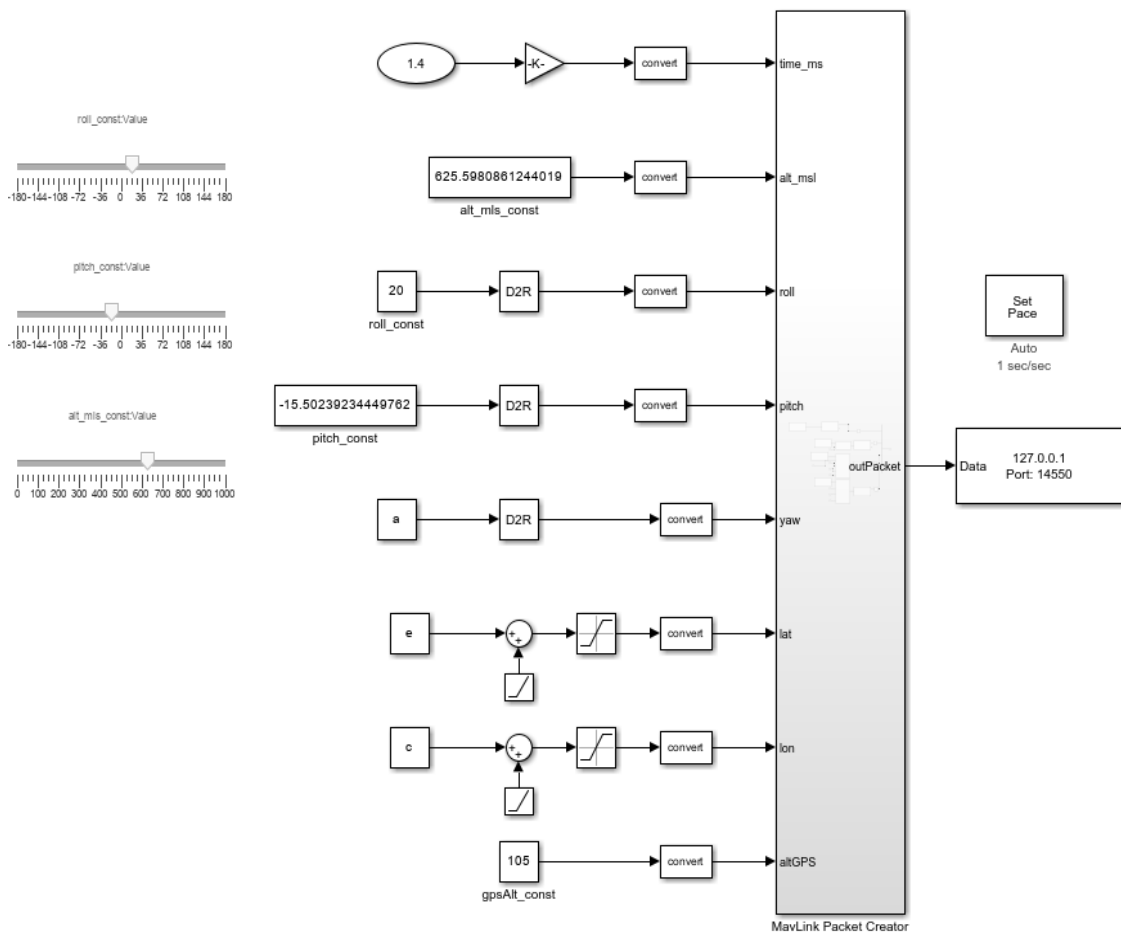 1.4
-K-
convert
time_ms
roll_const:Value
-180 -144 -108 -72 -36 0 36 72 108 144 180
625.5980861244019
convert
alt_msl
alt_mls_const
pitch_const:Value
-180 -144 -108 -72 -36 0 36 72 108 144 180
20
D2R
convert
roll
roll_const
Set
Pace
Auto
1 sec/sec
alt_mls_const:Value
0 100 200 300 400 500 600 700 800 900 1000
-15.50239234449762
D2R
convert
pitch
pitch_const
outPacket
Data
127.0.0.1
Port: 14550
a
D2R
convert
yaw
e
+
+
convert
lat
c
+
+
convert
lon
105
convert
altGPS
gpsAlt_const
MavLink Packet Creator